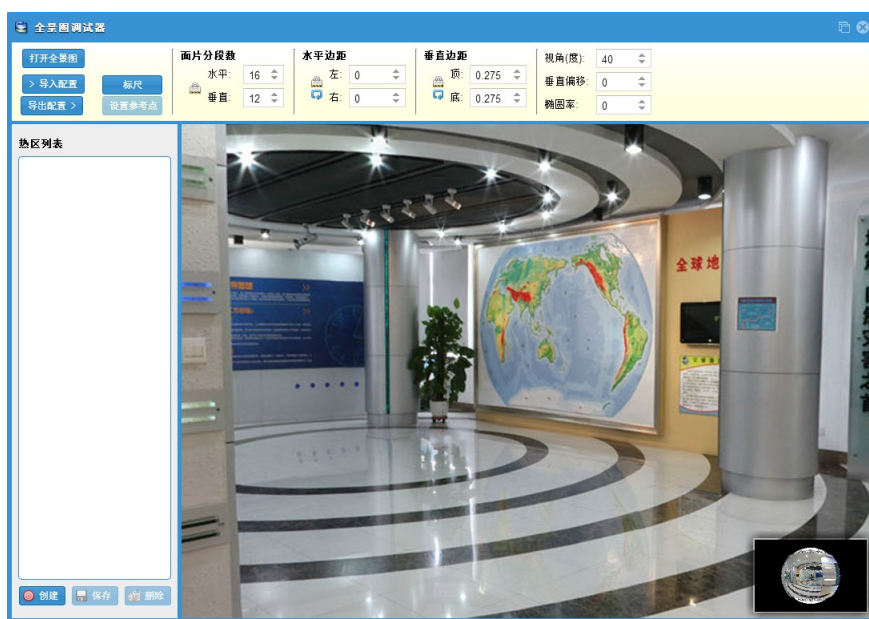 全景图调试器
打开全景图
> 导入配置
导出配置 >
标尺
设置参考点
面片分段数
水平: 16
垂直: 12
水平边距
左: 0
右: 0
垂直边距
顶: 0.275
底: 0.275
视角(度): 40
垂直偏移: 0
椭圆率: 0
热区列表
全球地
创建
保存
删除